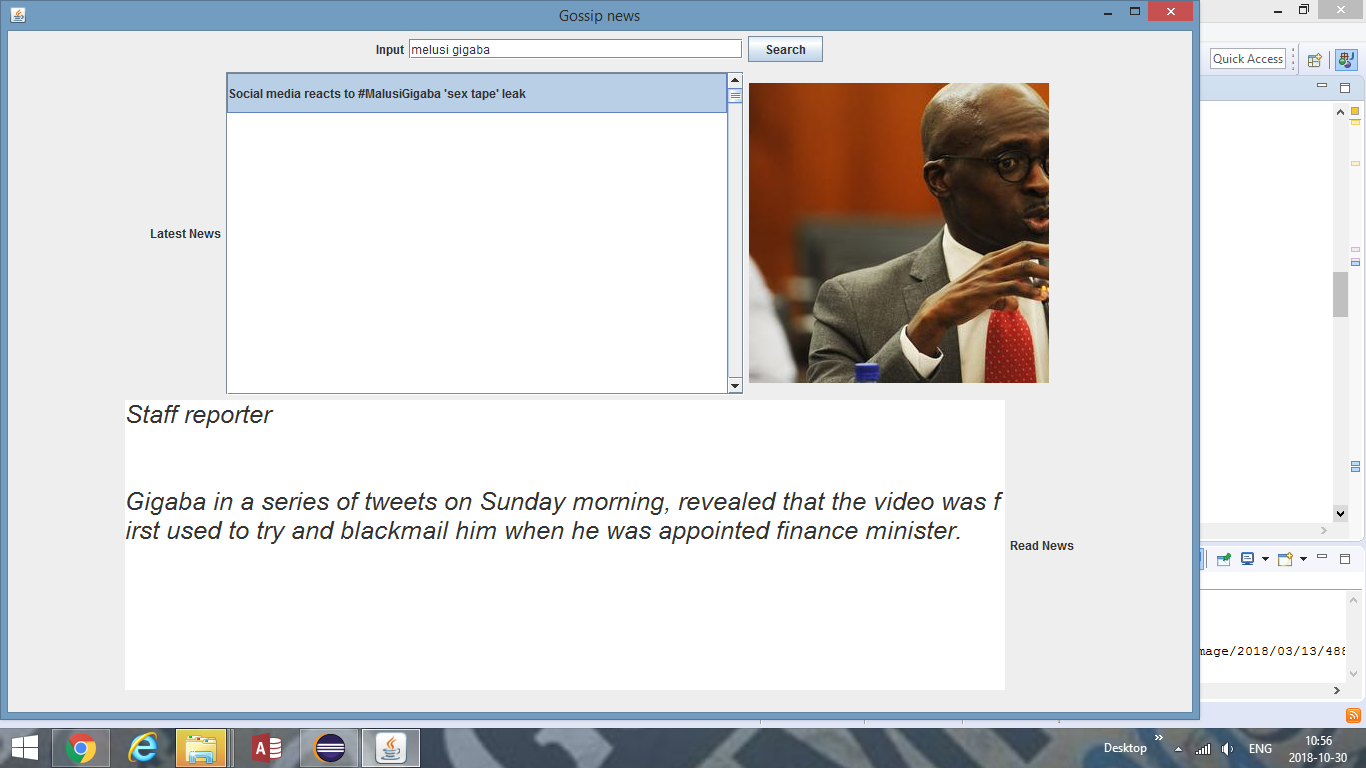 Gossip news
Quick Access
Input
melusi gigaba
Search
Social media reacts to #MalusiGigaba 'sex tape' leak
Latest News
Staff reporter
Gigaba in a series of tweets on Sunday morning, revealed that the video was f
irst used to try and blackmail him when he was appointed finance minister.
Read News
mage/2018/03/13/488
Desktop
ENG
10:56
2018-10-30